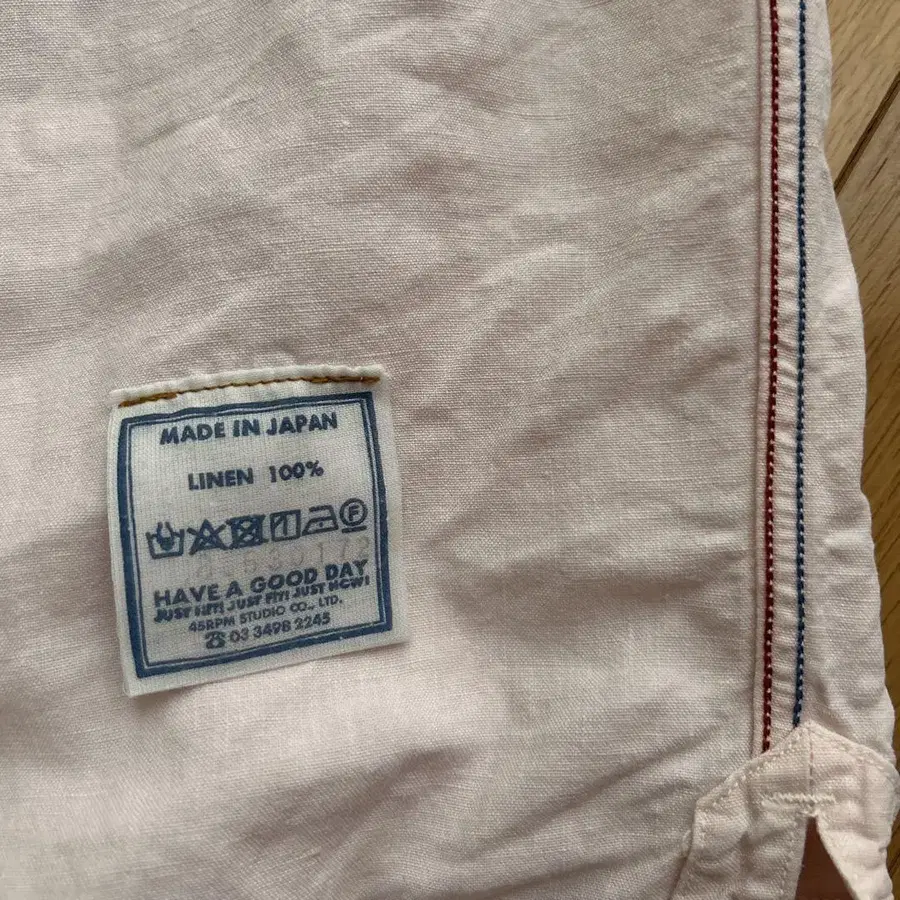 MADE IN JAPAN
LINEN 100%
F
HAVE A GOOD DAY
JUST HIT! JUST FIT! JUST NOW!
45RPM STUDIO CO., LTD.
☎ 03 3498 2245